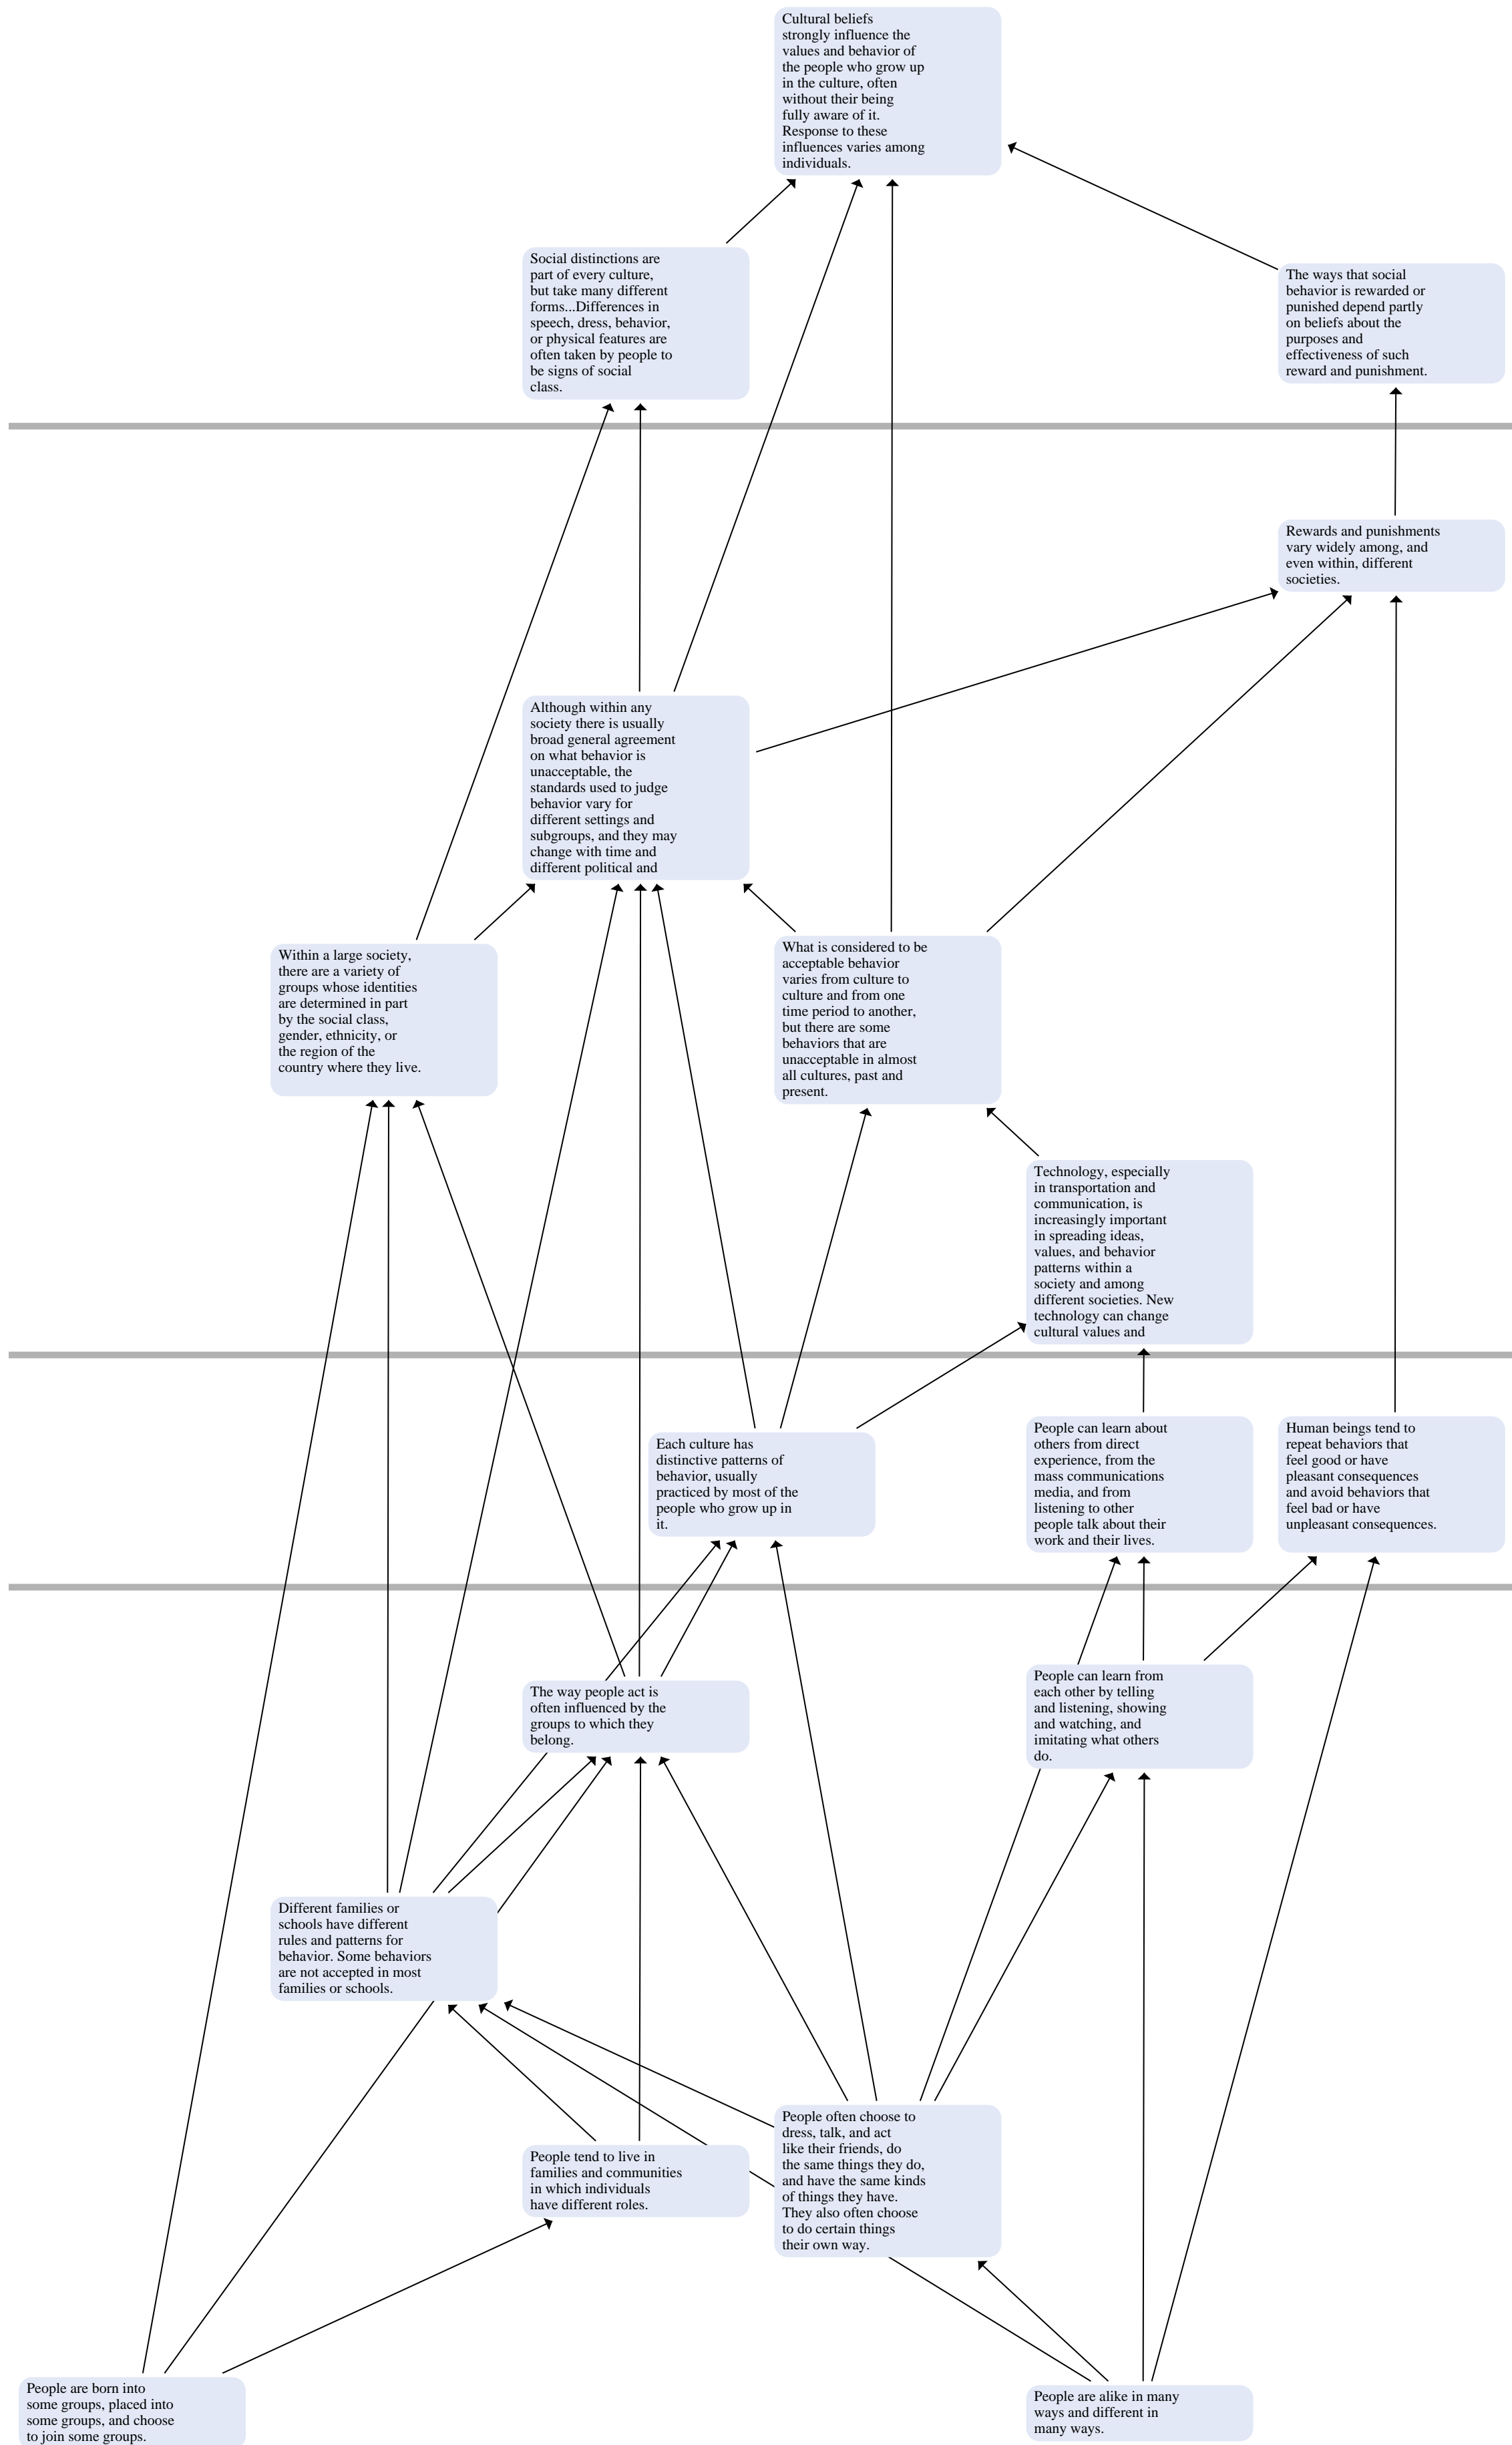 Cultural beliefs
strongly influence the
values and behavior of
the people who grow up
in the culture, often
without their being
fully aware of it.
Response to these
influences varies among
individuals.
Social distinctions are
part of every culture,
but take many different
forms...Differences in
speech, dress, behavior,
or physical features are
often taken by people to
be signs of social
class.
The ways that social
behavior is rewarded or
punished depend partly
on beliefs about the
purposes and
effectiveness of such
reward and punishment.
Rewards and punishments
vary widely among, and
even within, different
societies.
Although within any
society there is usually
broad general agreement
on what behavior is
unacceptable, the
standards used to judge
behavior vary for
different settings and
subgroups, and they may
change with time and
different political and
Within a large society,
there are a variety of
groups whose identities
are determined in part
by the social class,
gender, ethnicity, or
the region of the
country where they live.
What is considered to be
acceptable behavior
varies from culture to
culture and from one
time period to another,
but there are some
behaviors that are
unacceptable in almost
all cultures, past and
present.
Technology, especially
in transportation and
communication, is
increasingly important
in spreading ideas,
values, and behavior
patterns within a
society and among
different societies. New
technology can change
cultural values and
Each culture has
distinctive patterns of
behavior, usually
practiced by most of the
people who grow up in
it.
People can learn about
others from direct
experience, from the
mass communications
media, and from
listening to other
people talk about their
work and their lives.
Human beings tend to
repeat behaviors that
feel good or have
pleasant consequences
and avoid behaviors that
feel bad or have
unpleasant consequences.
The way people act is
often influenced by the
groups to which they
belong.
People can learn from
each other by telling
and listening, showing
and watching, and
imitating what others
do.
Different families or
schools have different
rules and patterns for
behavior. Some behaviors
are not accepted in most
families or schools.
People tend to live in
families and communities
in which individuals
have different roles.
People often choose to
dress, talk, and act
like their friends, do
the same things they do,
and have the same kinds
of things they have.
They also often choose
to do certain things
their own way.
People are born into
some groups, placed into
some groups, and choose
to join some groups.
People are alike in many
ways and different in
many ways.